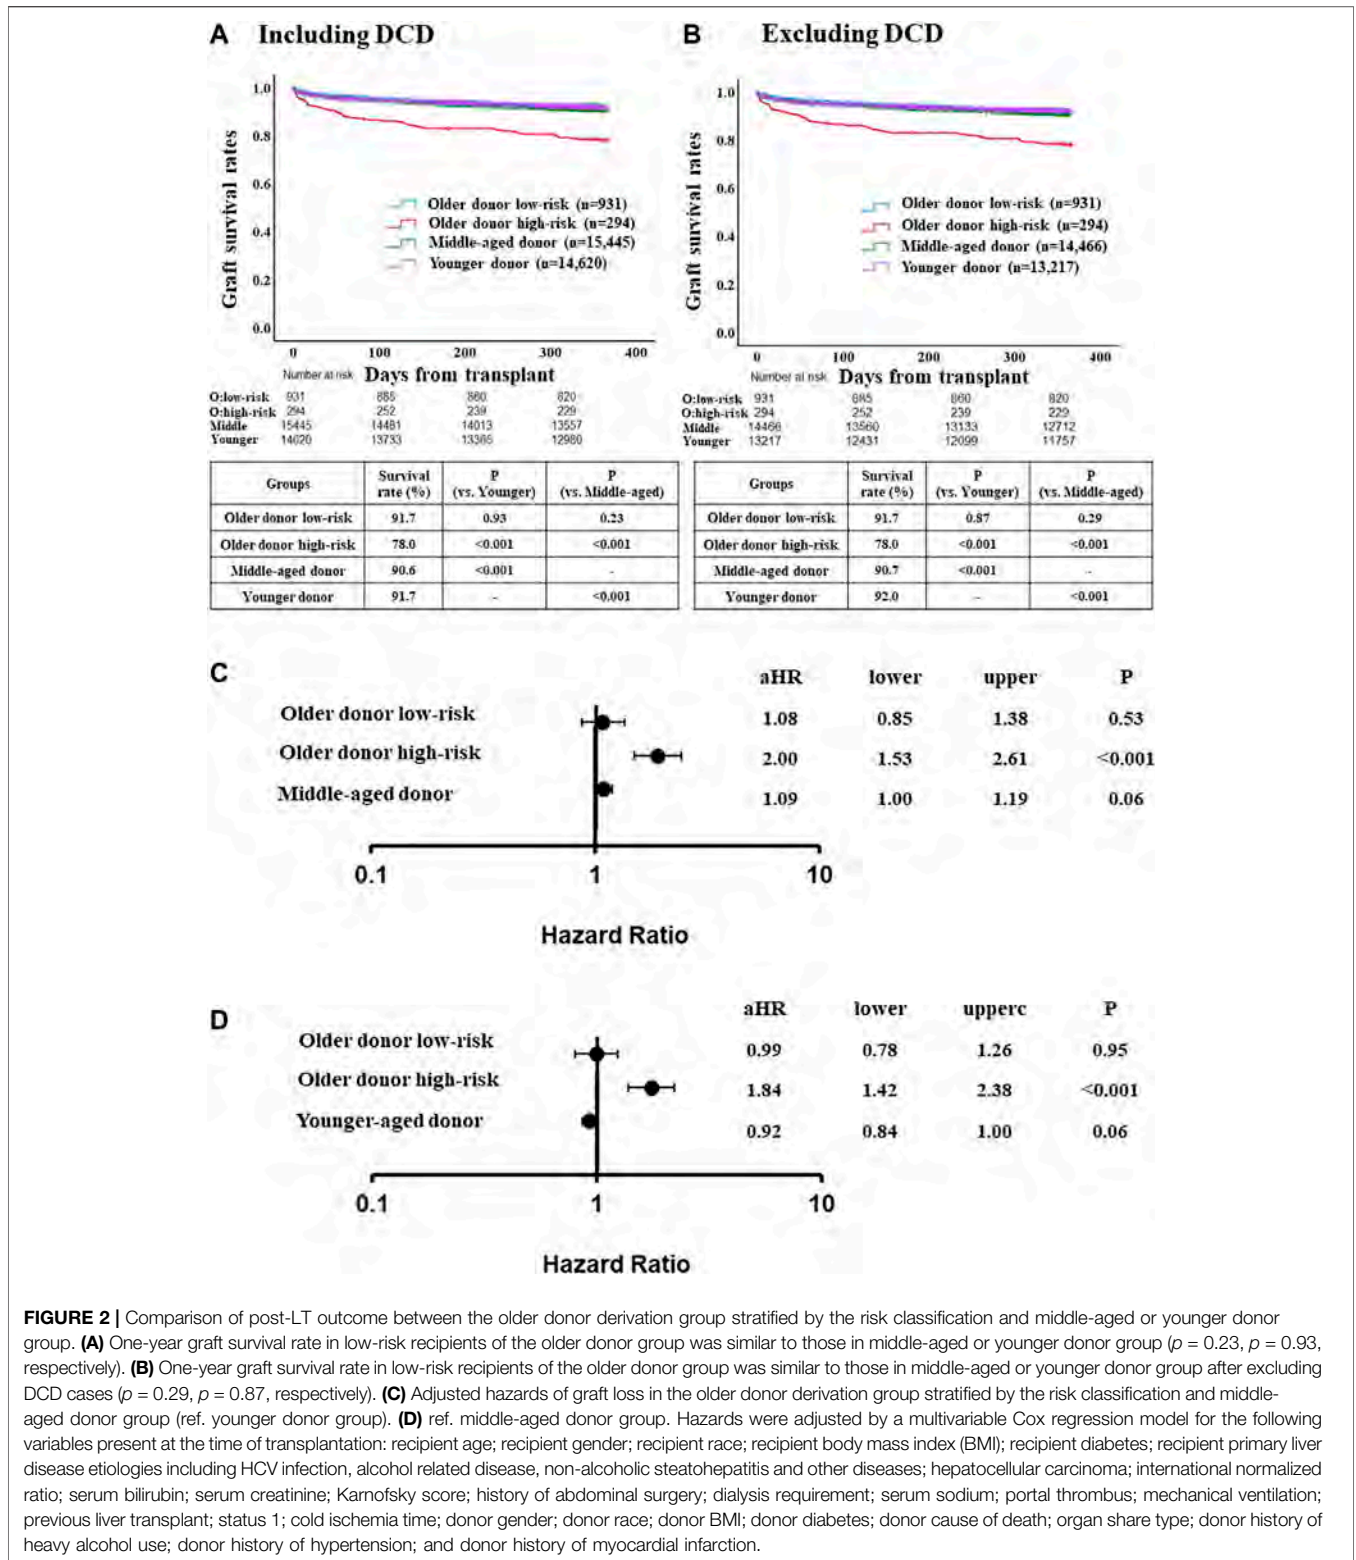 A Including DCD
Graft survival rates
1.0
0.8
0.6
0.4
0.2
0.0
Older donor low-risk (n=931)
Older donor high-risk (n=294)
Middle-aged donor (n=15,445)
Younger donor (n=14,620)
0 100 200 300 400
Number at risk Days from transplant
O:low-risk 931 885 860 820
O:high-risk 294 252 239 229
Middle 15445 14481 14013 13557
Younger 14620 13733 13365 12980
Groups Survival rate (%) P (vs. Younger) P (vs. Middle-aged)
Older donor low-risk 91.7 0.93 0.23
Older donor high-risk 78.0 <0.001 <0.001
Middle-aged donor 90.6 <0.001 -
Younger donor 91.7 - <0.001
B Excluding DCD
Graft survival rates
1.0
0.8
0.6
0.4
0.2
0.0
Older donor low-risk (n=931)
Older donor high-risk (n=294)
Middle-aged donor (n=14,466)
Younger donor (n=13,217)
0 100 200 300 400
Number at risk Days from transplant
O:low-risk 931 885 860 820
O:high-risk 294 252 239 229
Middle 14466 13560 13133 12712
Younger 13217 12431 12099 11757
Groups Survival rate (%) P (vs. Younger) P (vs. Middle-aged)
Older donor low-risk 91.7 0.87 0.29
Older donor high-risk 78.0 <0.001 <0.001
Middle-aged donor 90.7 <0.001 -
Younger donor 92.0 - <0.001
C
aHR lower upper P
Older donor low-risk 1.08 0.85 1.38 0.53
Older donor high-risk 2.00 1.53 2.61 <0.001
Middle-aged donor 1.09 1.00 1.19 0.06
0.1 1 10
Hazard Ratio
D
aHR lower upperc P
Older donor low-risk 0.99 0.78 1.26 0.95
Older donor high-risk 1.84 1.42 2.38 <0.001
Younger-aged donor 0.92 0.84 1.00 0.06
0.1 1 10
Hazard Ratio
FIGURE 2 | Comparison of post-LT outcome between the older donor derivation group stratified by the risk classification and middle-aged or younger donor
group. (A) One-year graft survival rate in low-risk recipients of the older donor group was similar to those in middle-aged or younger donor group (p = 0.23, p = 0.93,
respectively). (B) One-year graft survival rate in low-risk recipients of the older donor group was similar to those in middle-aged or younger donor group after excluding
DCD cases (p = 0.29, p = 0.87, respectively). (C) Adjusted hazards of graft loss in the older donor derivation group stratified by the risk classification and middle-
aged donor group (ref. younger donor group). (D) ref. middle-aged donor group. Hazards were adjusted by a multivariable Cox regression model for the following
variables present at the time of transplantation: recipient age; recipient gender; recipient race; recipient body mass index (BMI); recipient diabetes; recipient primary liver
disease etiologies including HCV infection, alcohol related disease, non-alcoholic steatohepatitis and other diseases; hepatocellular carcinoma; international normalized
ratio; serum bilirubin; serum creatinine; Karnofsky score; history of abdominal surgery; dialysis requirement; serum sodium; portal thrombus; mechanical ventilation;
previous liver transplant; status 1; cold ischemia time; donor gender; donor race; donor BMI; donor diabetes; donor cause of death; organ share type; donor history of
heavy alcohol use; donor history of hypertension; and donor history of myocardial infarction.